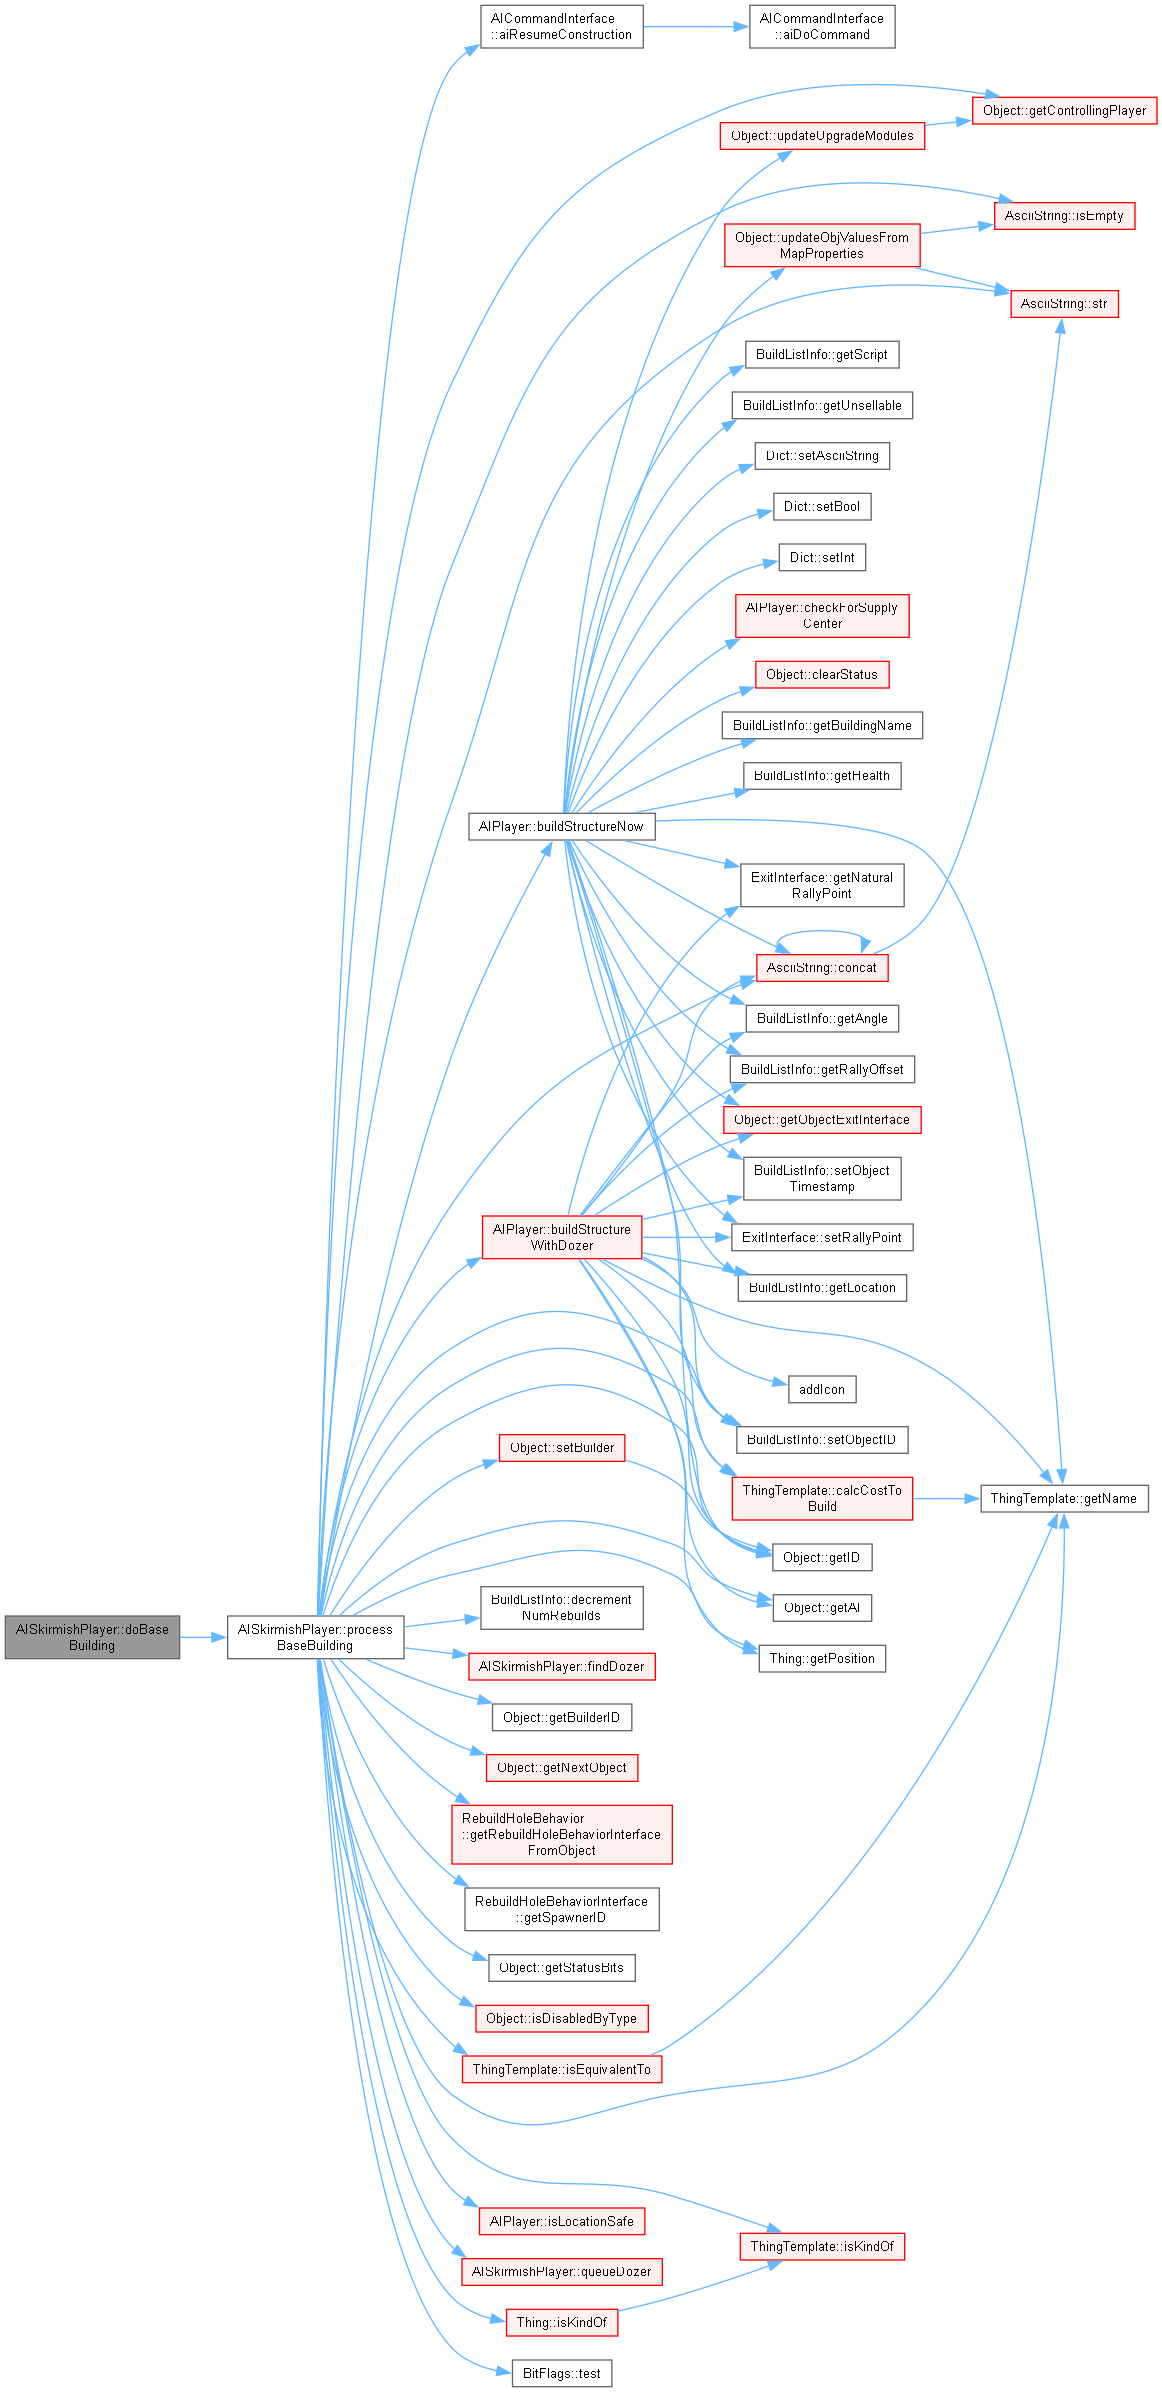 AICommandInterface
::aiResumeConstruction
AICommandInterface
::aiDoCommand
Object::getControllingPlayer
Object::updateUpgradeModules
AsciiString::isEmpty
Object::updateObjValuesFrom
MapProperties
AsciiString::str
BuildListInfo::getScript
BuildListInfo::getUnsellable
Dict::setAsciiString
Dict::setBool
Dict::setInt
AIPlayer::checkForSupply
Center
Object::clearStatus
BuildListInfo::getBuildingName
BuildListInfo::getHealth
AIPlayer::buildStructureNow
ExitInterface::getNatural
RallyPoint
AsciiString::concat
BuildListInfo::getAngle
BuildListInfo::getRallyOffset
Object::getObjectExitInterface
BuildListInfo::setObject
Timestamp
AIPlayer::buildStructure
WithDozer
ExitInterface::setRallyPoint
BuildListInfo::getLocation
addIcon
BuildListInfo::setObjectID
Object::setBuilder
ThingTemplate::calcCostTo
Build
ThingTemplate::getName
Object::getID
BuildListInfo::decrement
NumRebuilds
Object::getAI
AISkirmishPlayer::doBase
Building
AISkirmishPlayer::process
BaseBuilding
Thing::getPosition
AISkirmishPlayer::findDozer
Object::getBuilderID
Object::getNextObject
RebuildHoleBehavior
::getRebuildHoleBehaviorInterface
FromObject
RebuildHoleBehaviorInterface
::getSpawnerID
Object::getStatusBits
Object::isDisabledByType
ThingTemplate::isEquivalentTo
AIPlayer::isLocationSafe
ThingTemplate::isKindOf
AISkirmishPlayer::queueDozer
Thing::isKindOf
BitFlags::test